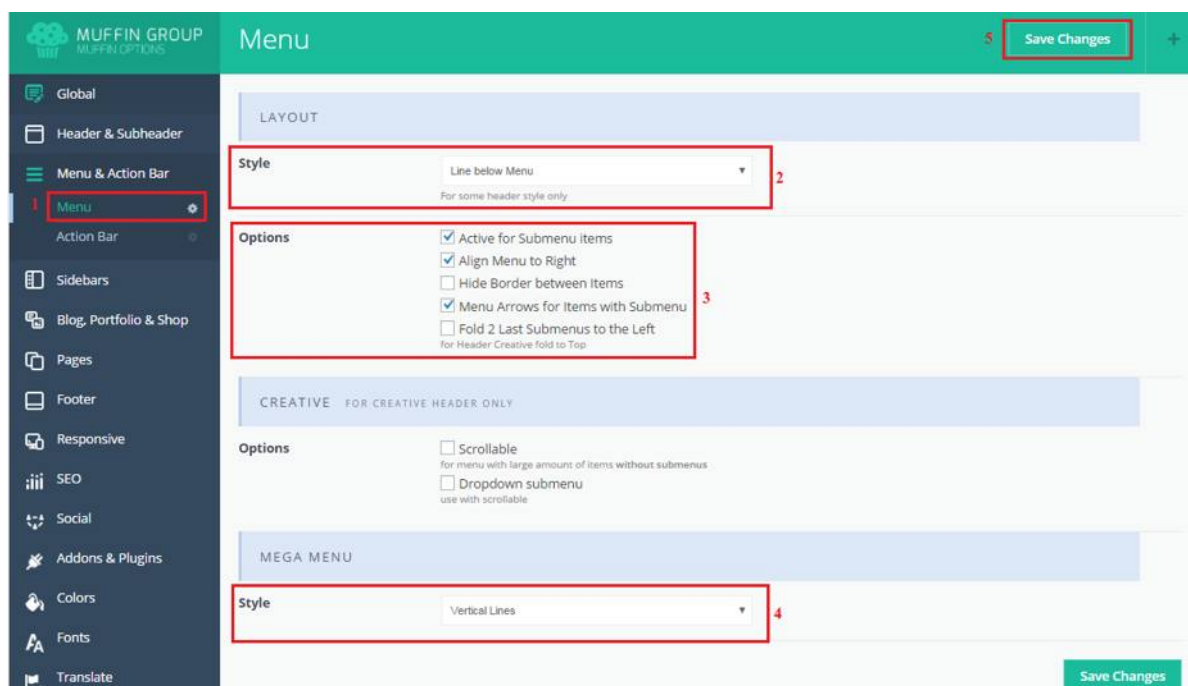 MUFFIN GROUP
MUFFIN OPTIONS
Menu
5
Save Changes
+
Global
Header & Subheader
Menu & Action Bar
1
Menu
Action Bar
Sidebars
Blog, Portfolio & Shop
Pages
Footer
Responsive
SEO
Social
Addons & Plugins
Colors
Fonts
Translate
LAYOUT
Style
Line below Menu
2
For some header style only
Options
Active for Submenu items
Align Menu to Right
Hide Border between Items
Menu Arrows for Items with Submenu
3
Fold 2 Last Submenus to the Left
for Header Creative fold to Top
CREATIVE FOR CREATIVE HEADER ONLY
Options
Scrollable
for menu with large amount of items without submenus
Dropdown submenu
use with scrollable
MEGA MENU
Style
Vertical Lines
4
Save Changes